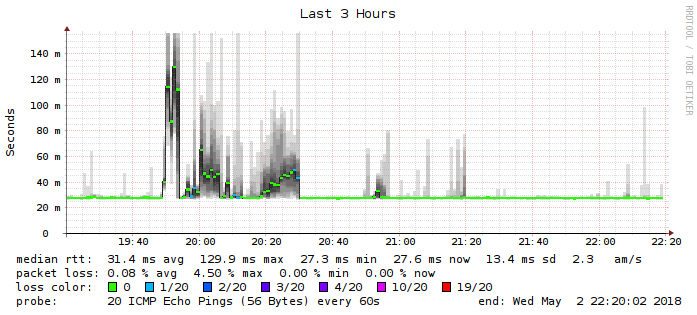 Last 3 Hours
RRDTOOL / TOBI OETIKER
Seconds
140 m
120 m
100 m
80 m
60 m
40 m
20 m
0
19:40 20:00 20:20 20:40 21:00 21:20 21:40 22:00 22:20
median rtt: 31.4 ms avg 129.9 ms max 27.3 ms min 27.6 ms now 13.4 ms sd 2.3 am/s
packet loss: 0.08 % avg 4.50 % max 0.00 % min 0.00 % now
loss color: 0 1/20 2/20 3/20 4/20 10/20 19/20
probe: 20 ICMP Echo Pings (56 Bytes) every 60s end: Wed May 2 22:20:02 2018